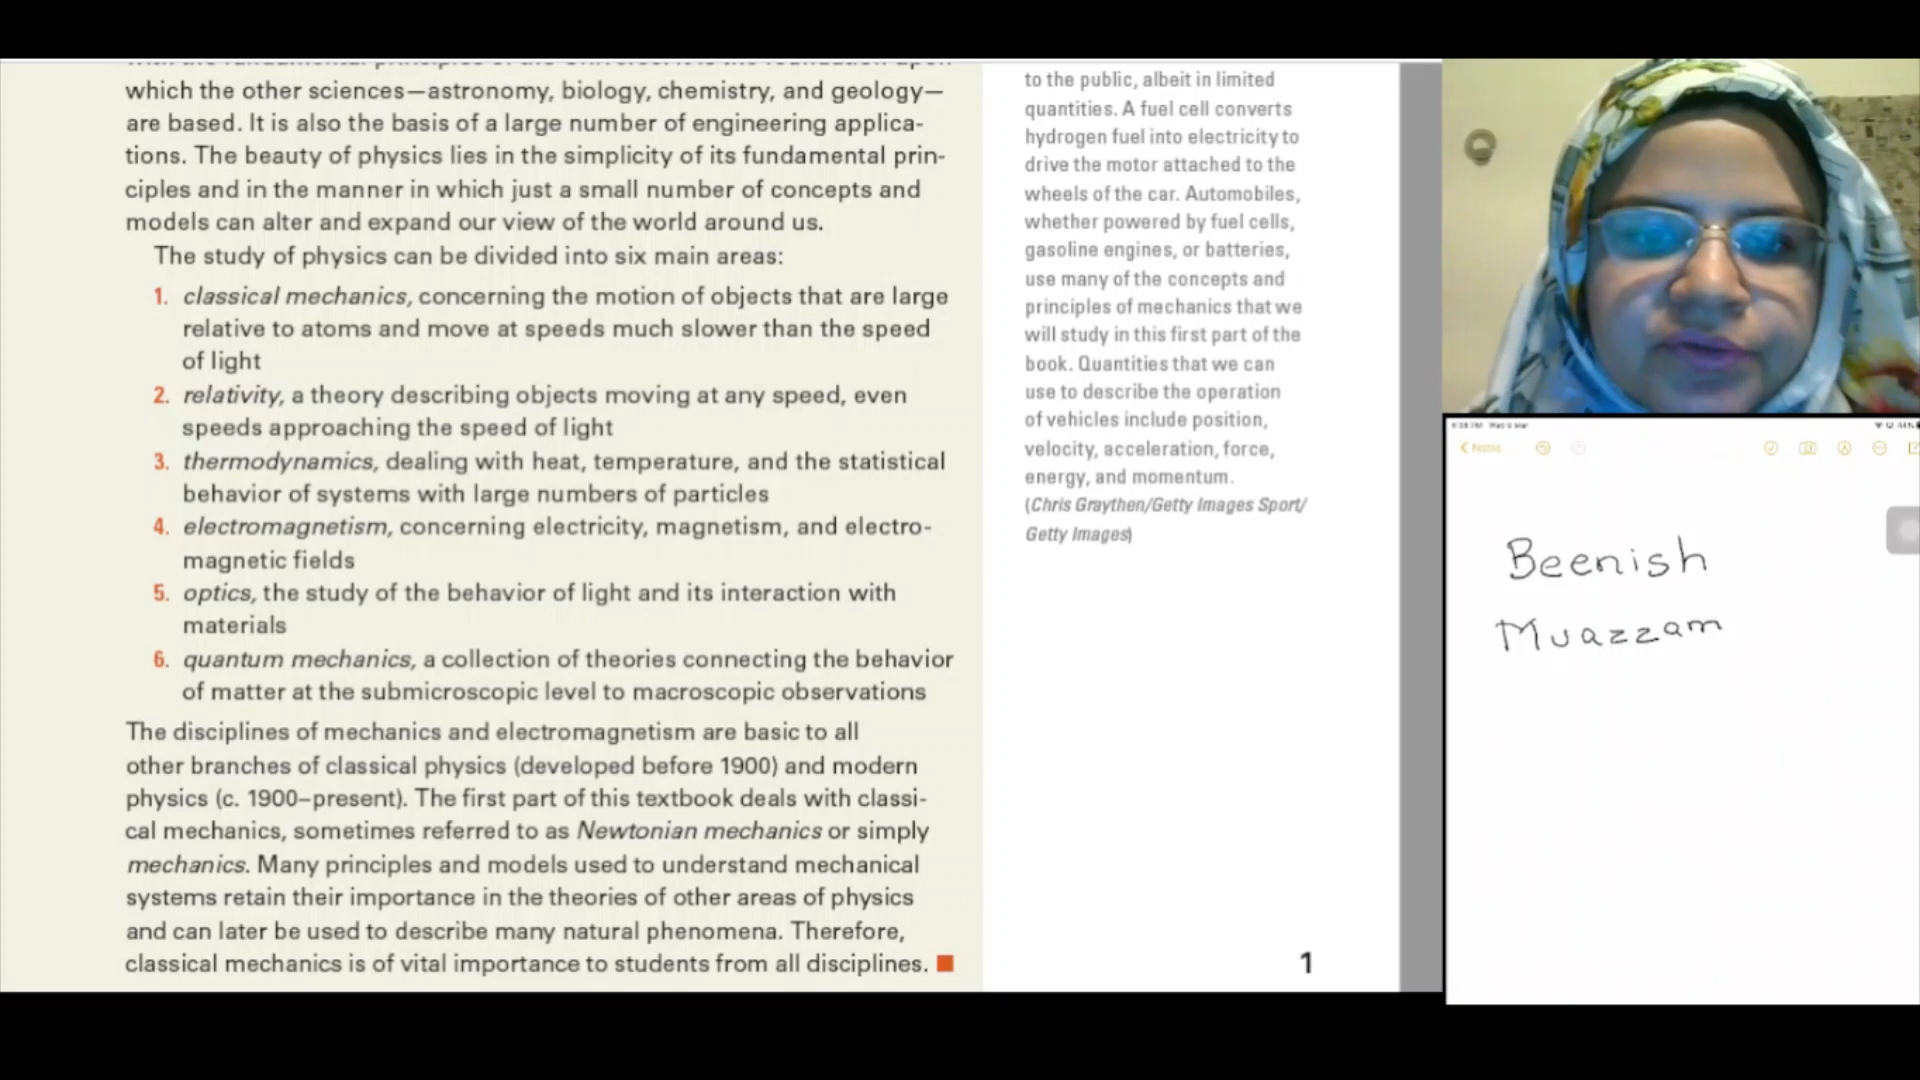 which the other sciences—astronomy, biology, chemistry, and geology—
are based. It is also the basis of a large number of engineering applica-
tions. The beauty of physics lies in the simplicity of its fundamental prin-
ciples and in the manner in which just a small number of concepts and
models can alter and expand our view of the world around us.
The study of physics can be divided into six main areas:
1. classical mechanics, concerning the motion of objects that are large
relative to atoms and move at speeds much slower than the speed
of light
2. relativity, a theory describing objects moving at any speed, even
speeds approaching the speed of light
3. thermodynamics, dealing with heat, temperature, and the statistical
behavior of systems with large numbers of particles
4. electromagnetism, concerning electricity, magnetism, and electro-
magnetic fields
5. optics, the study of the behavior of light and its interaction with
materials
6. quantum mechanics, a collection of theories connecting the behavior
of matter at the submicroscopic level to macroscopic observations
The disciplines of mechanics and electromagnetism are basic to all
other branches of classical physics (developed before 1900) and modern
physics (c. 1900–present). The first part of this textbook deals with classi-
cal mechanics, sometimes referred to as Newtonian mechanics or simply
mechanics. Many principles and models used to understand mechanical
systems retain their importance in the theories of other areas of physics
and can later be used to describe many natural phenomena. Therefore,
classical mechanics is of vital importance to students from all disciplines.
to the public, albeit in limited
quantities. A fuel cell converts
hydrogen fuel into electricity to
drive the motor attached to the
wheels of the car. Automobiles,
whether powered by fuel cells,
gasoline engines, or batteries,
use many of the concepts and
principles of mechanics that we
will study in this first part of the
book. Quantities that we can
use to describe the operation
of vehicles include position,
velocity, acceleration, force,
energy, and momentum.
(Chris Graythen/Getty Images Sport/
Getty Images)
1
Notes
Beenish
Muazzam